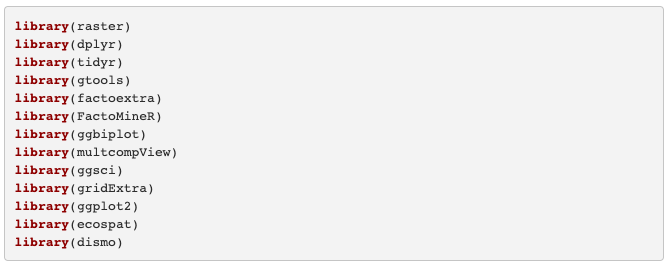 library(raster)
library(dplyr)
library(tidyr)
library(gtools)
library(factoextra)
library(FactoMineR)
library(ggbiplot)
library(multcompView)
library(ggsci)
library(gridExtra)
library(ggplot2)
library(ecospat)
library(dismo)